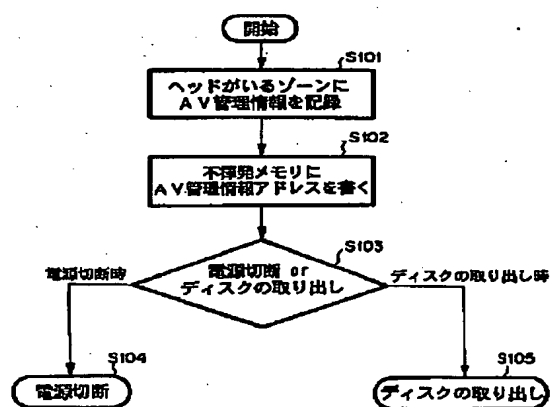 開始
S101
ヘッドがいるゾーンに
AV管理情報を記録
S102
不揮発メモリに
AV管理情報アドレスを書く
S103
電源切断 or
ディスクの取り出し
電源切断時
ディスクの取り出し時
S104
電源切断
S105
ディスクの取り出し